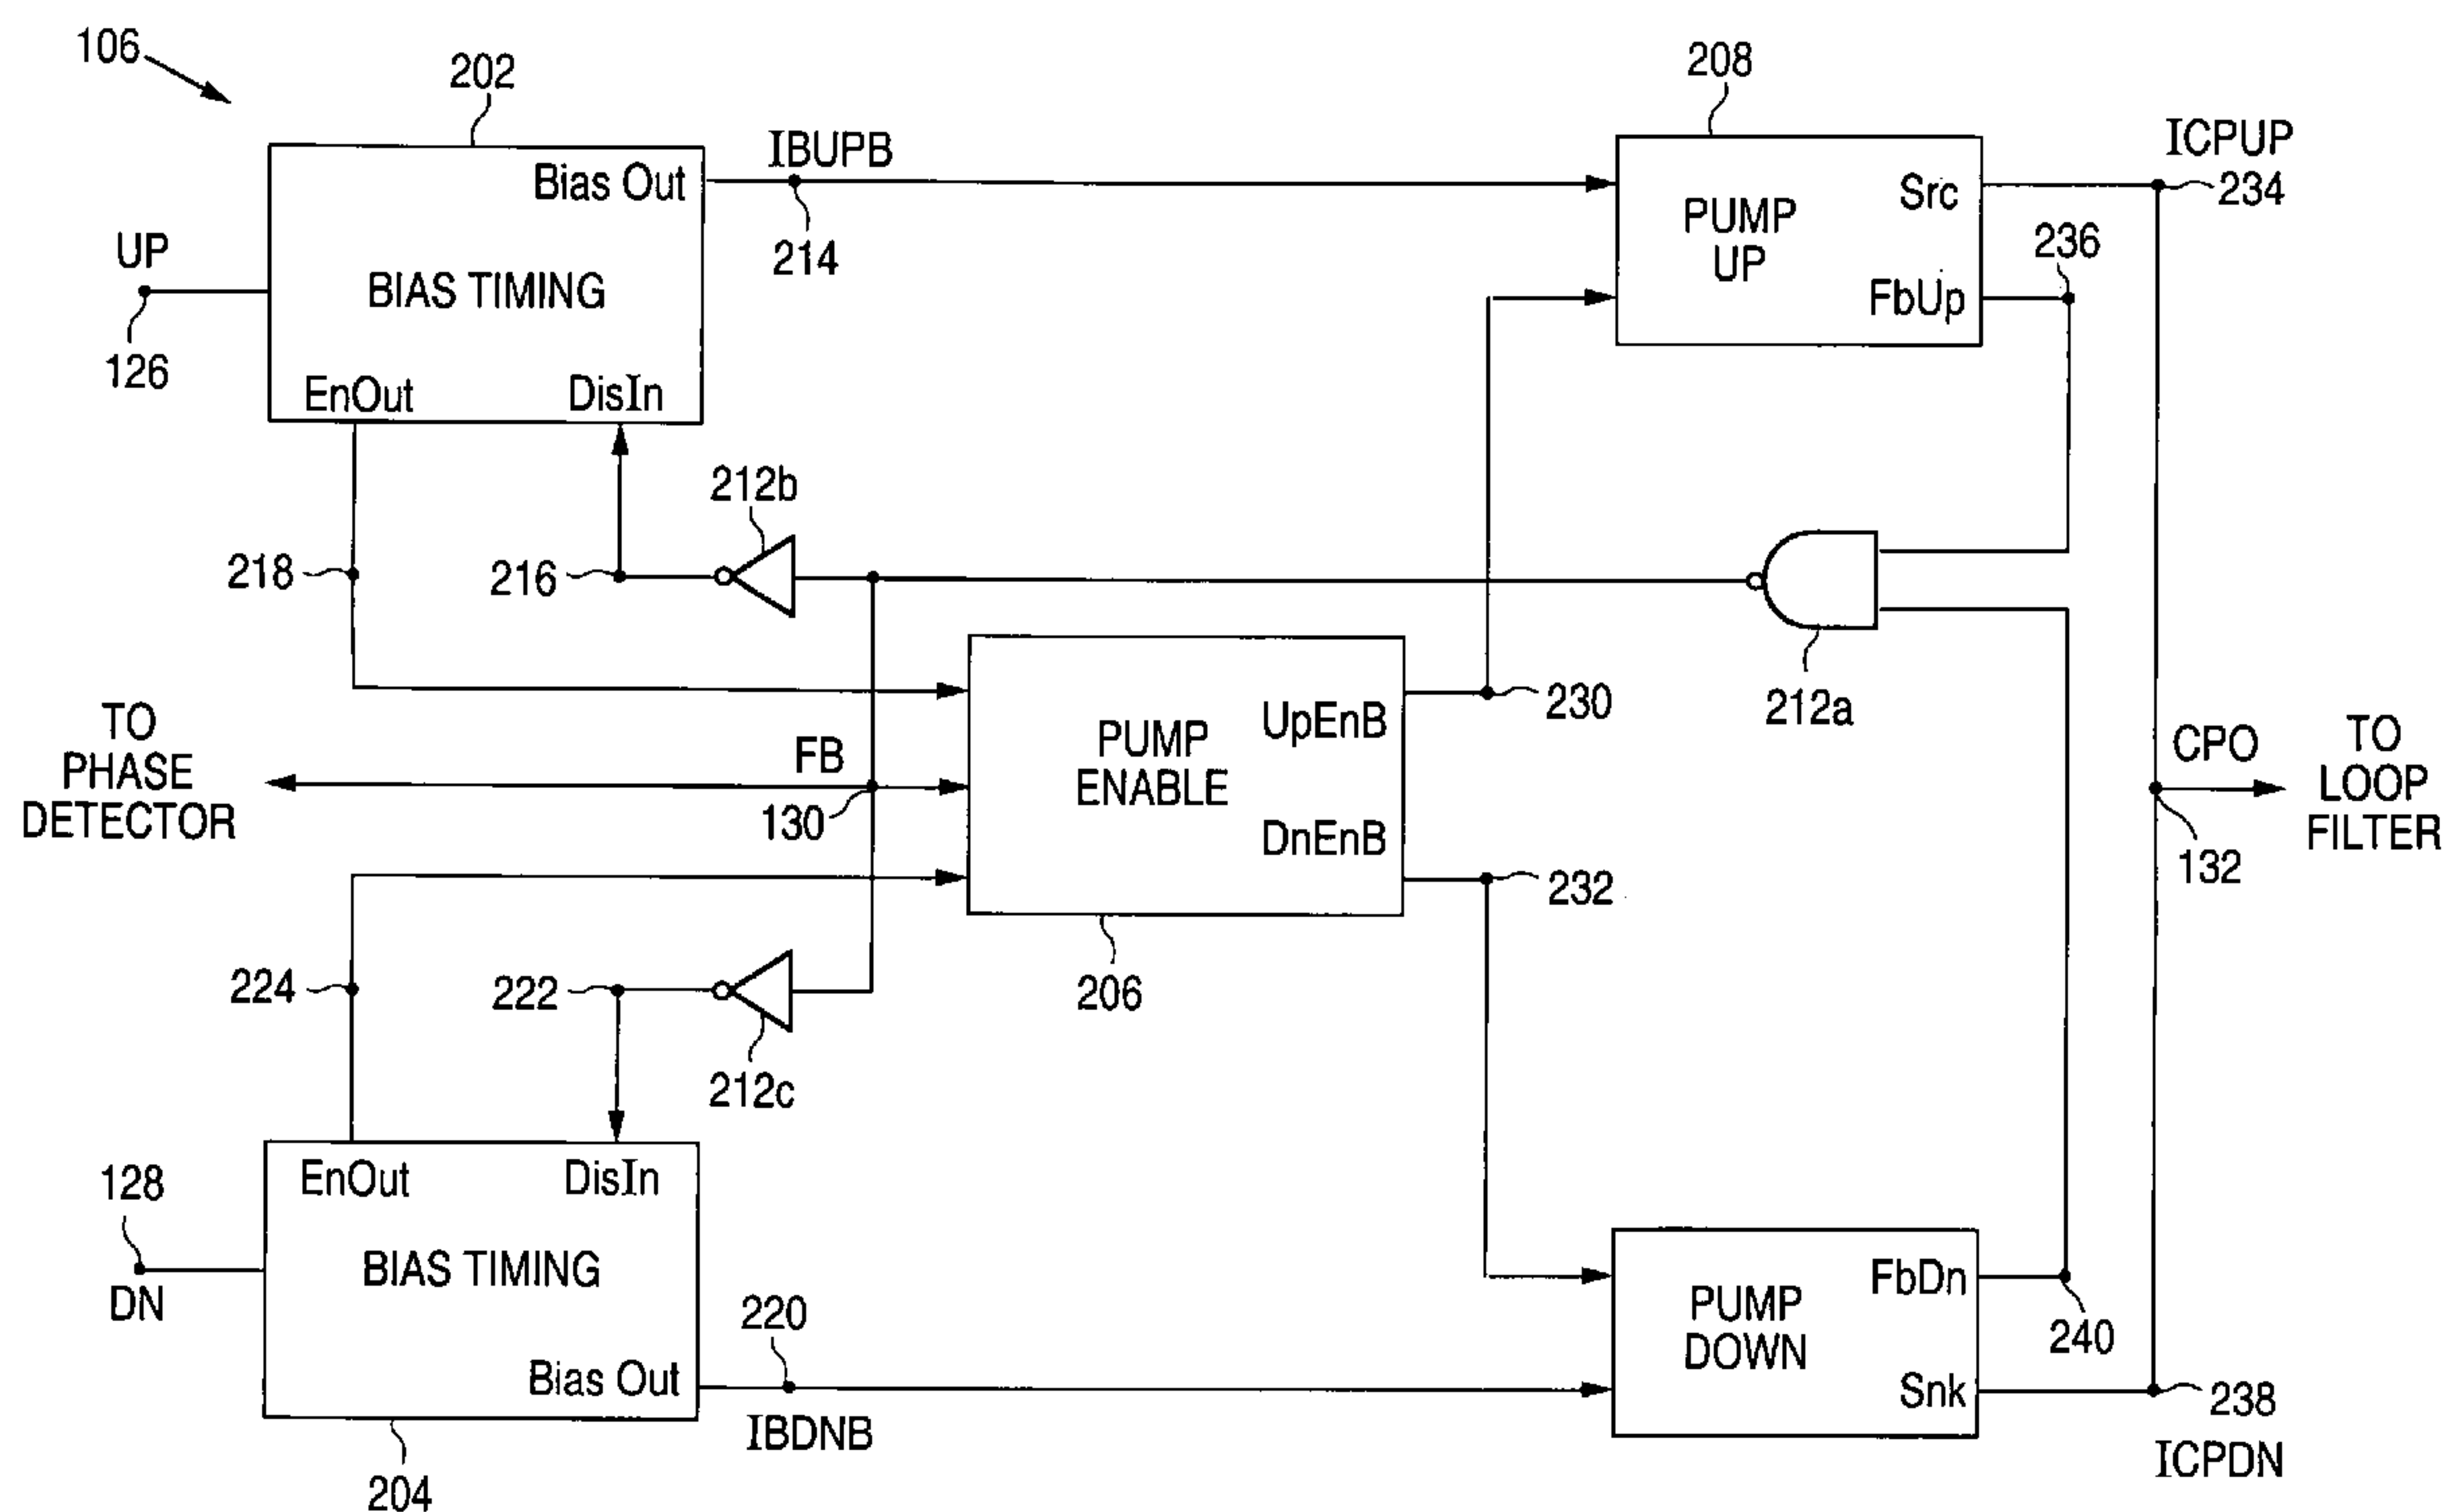 106
202
208
IBUPB
ICPUP
Bias Out
Src
234
PUMP
UP
UP
236
214
BIAS TIMING
FbUp
126
EnOut
DisIn
212b
218
216
212a
230
TO
PHASE
DETECTOR
UpEnB
PUMP
ENABLE
FB
CPO
TO
LOOP
FILTER
130
DnEnB
132
232
224
222
206
212c
128
EnOut
DisIn
DN
BIAS TIMING
FbDn
220
PUMP
DOWN
240
Bias Out
Snk
238
IBDNB
ICPDN
204